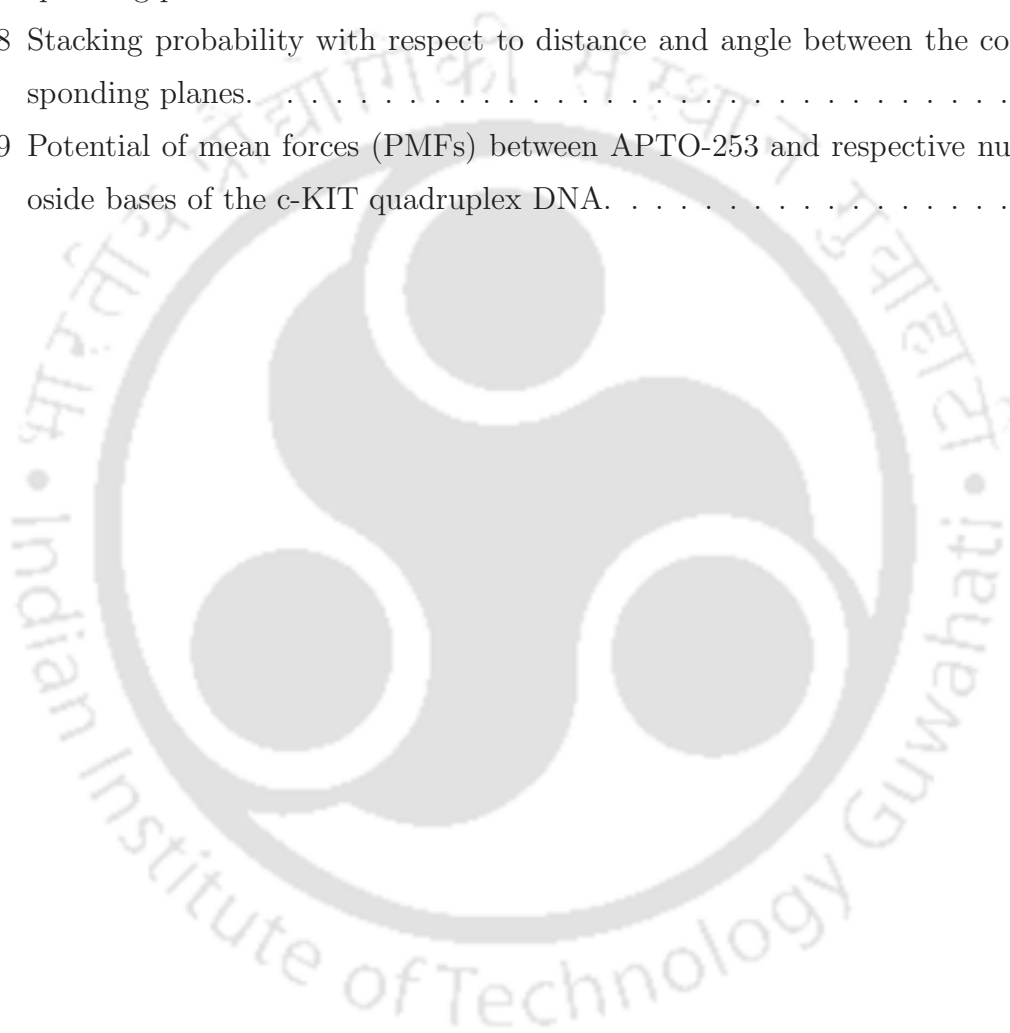 8 Stacking probability with respect to distance and angle between the co
sponding planes. . . . . . . . . . . . . . . . . . . . . . . . . . . . . . .
9 Potential of mean forces (PMFs) between APTO-253 and respective nu
oside bases of the c-KIT quadruplex DNA. . . . . . . . . . . . . . . . . .
भारतीय प्रौद्योगिकी संस्थान गुवाहाटी
Indian Institute of Technology Guwahati